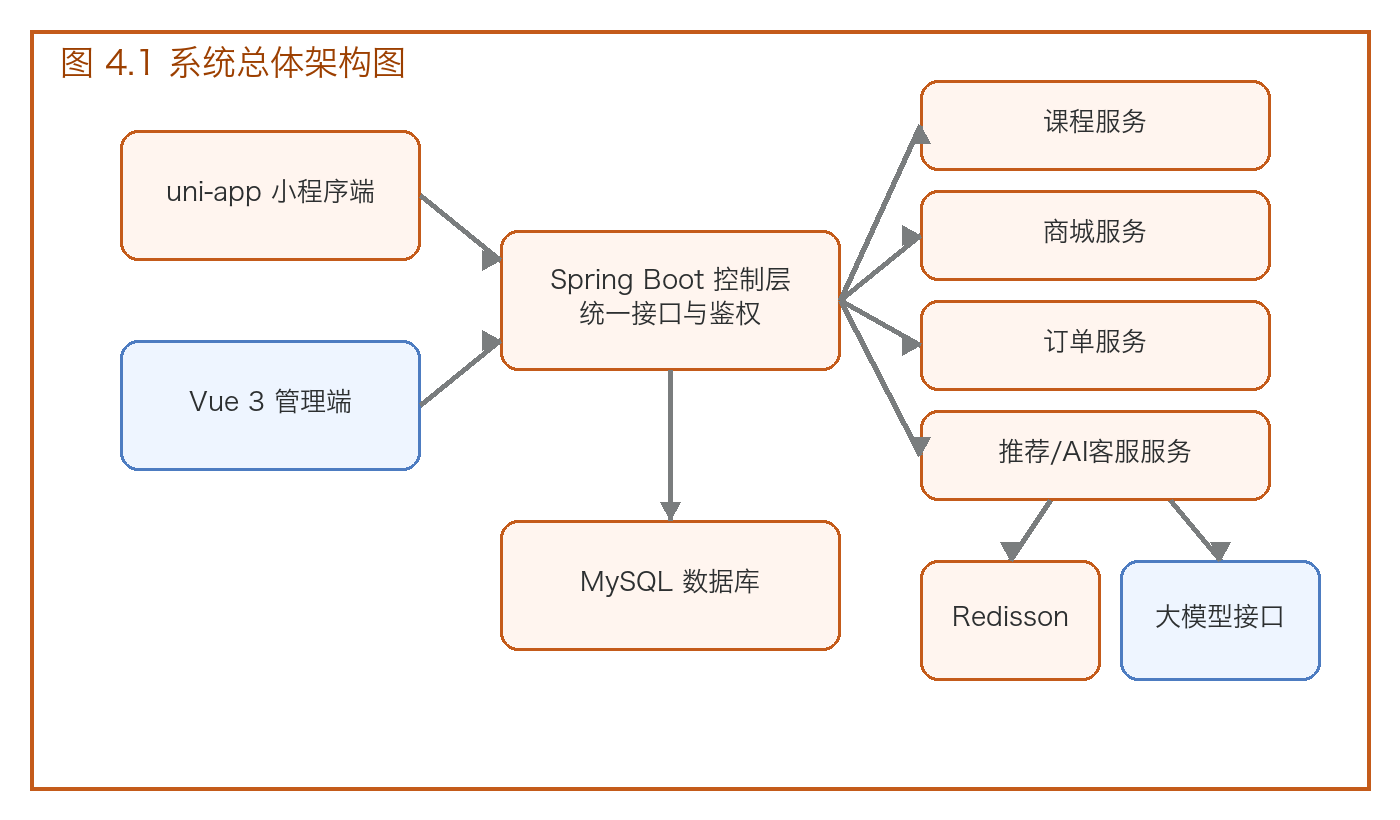 图 4.1 系统总体架构图
uni-app 小程序端
Vue 3 管理端
Spring Boot 控制层
统一接口与鉴权
MySQL 数据库
课程服务
商城服务
订单服务
推荐/AI客服服务
Redisson
大模型接口